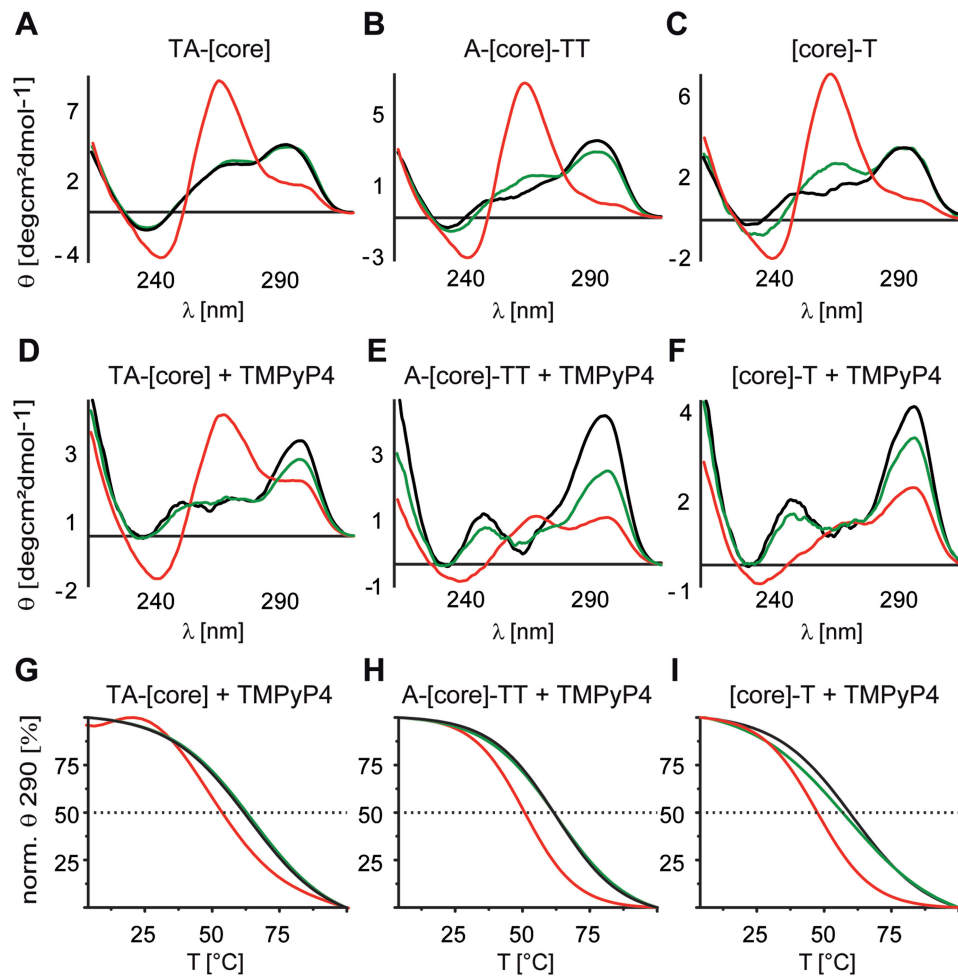 A B C
TA-[core] A-[core]-TT [core]-T
θ [degcm²dmol-1]
7
2
-4
5
1
-3
6
2
-2
240 290 240 290 240 290
λ [nm] λ [nm] λ [nm]
D E F
TA-[core] + TMPyP4 A-[core]-TT + TMPyP4 [core]-T + TMPyP4
θ [degcm²dmol-1]
3
1
-2
3
1
-1
4
2
-1
240 290 240 290 240 290
λ [nm] λ [nm] λ [nm]
G H I
TA-[core] + TMPyP4 A-[core]-TT + TMPyP4 [core]-T + TMPyP4
norm. θ 290 [%]
75
50
25
75
50
25
75
50
25
25 50 75 25 50 75 25 50 75
T [°C] T [°C] T [°C]